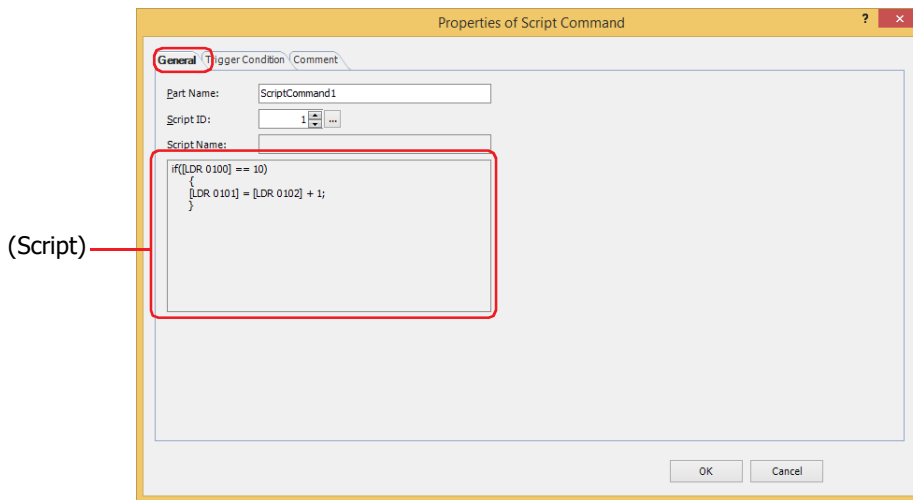 Properties of Script Command
? ×
General Trigger Condition Comment
Part Name: ScriptCommand1
Script ID: 1 ...
Script Name:
if([LDR 0100] == 10)
{
[LDR 0101] = [LDR 0102] + 1;
}
(Script)
OK Cancel